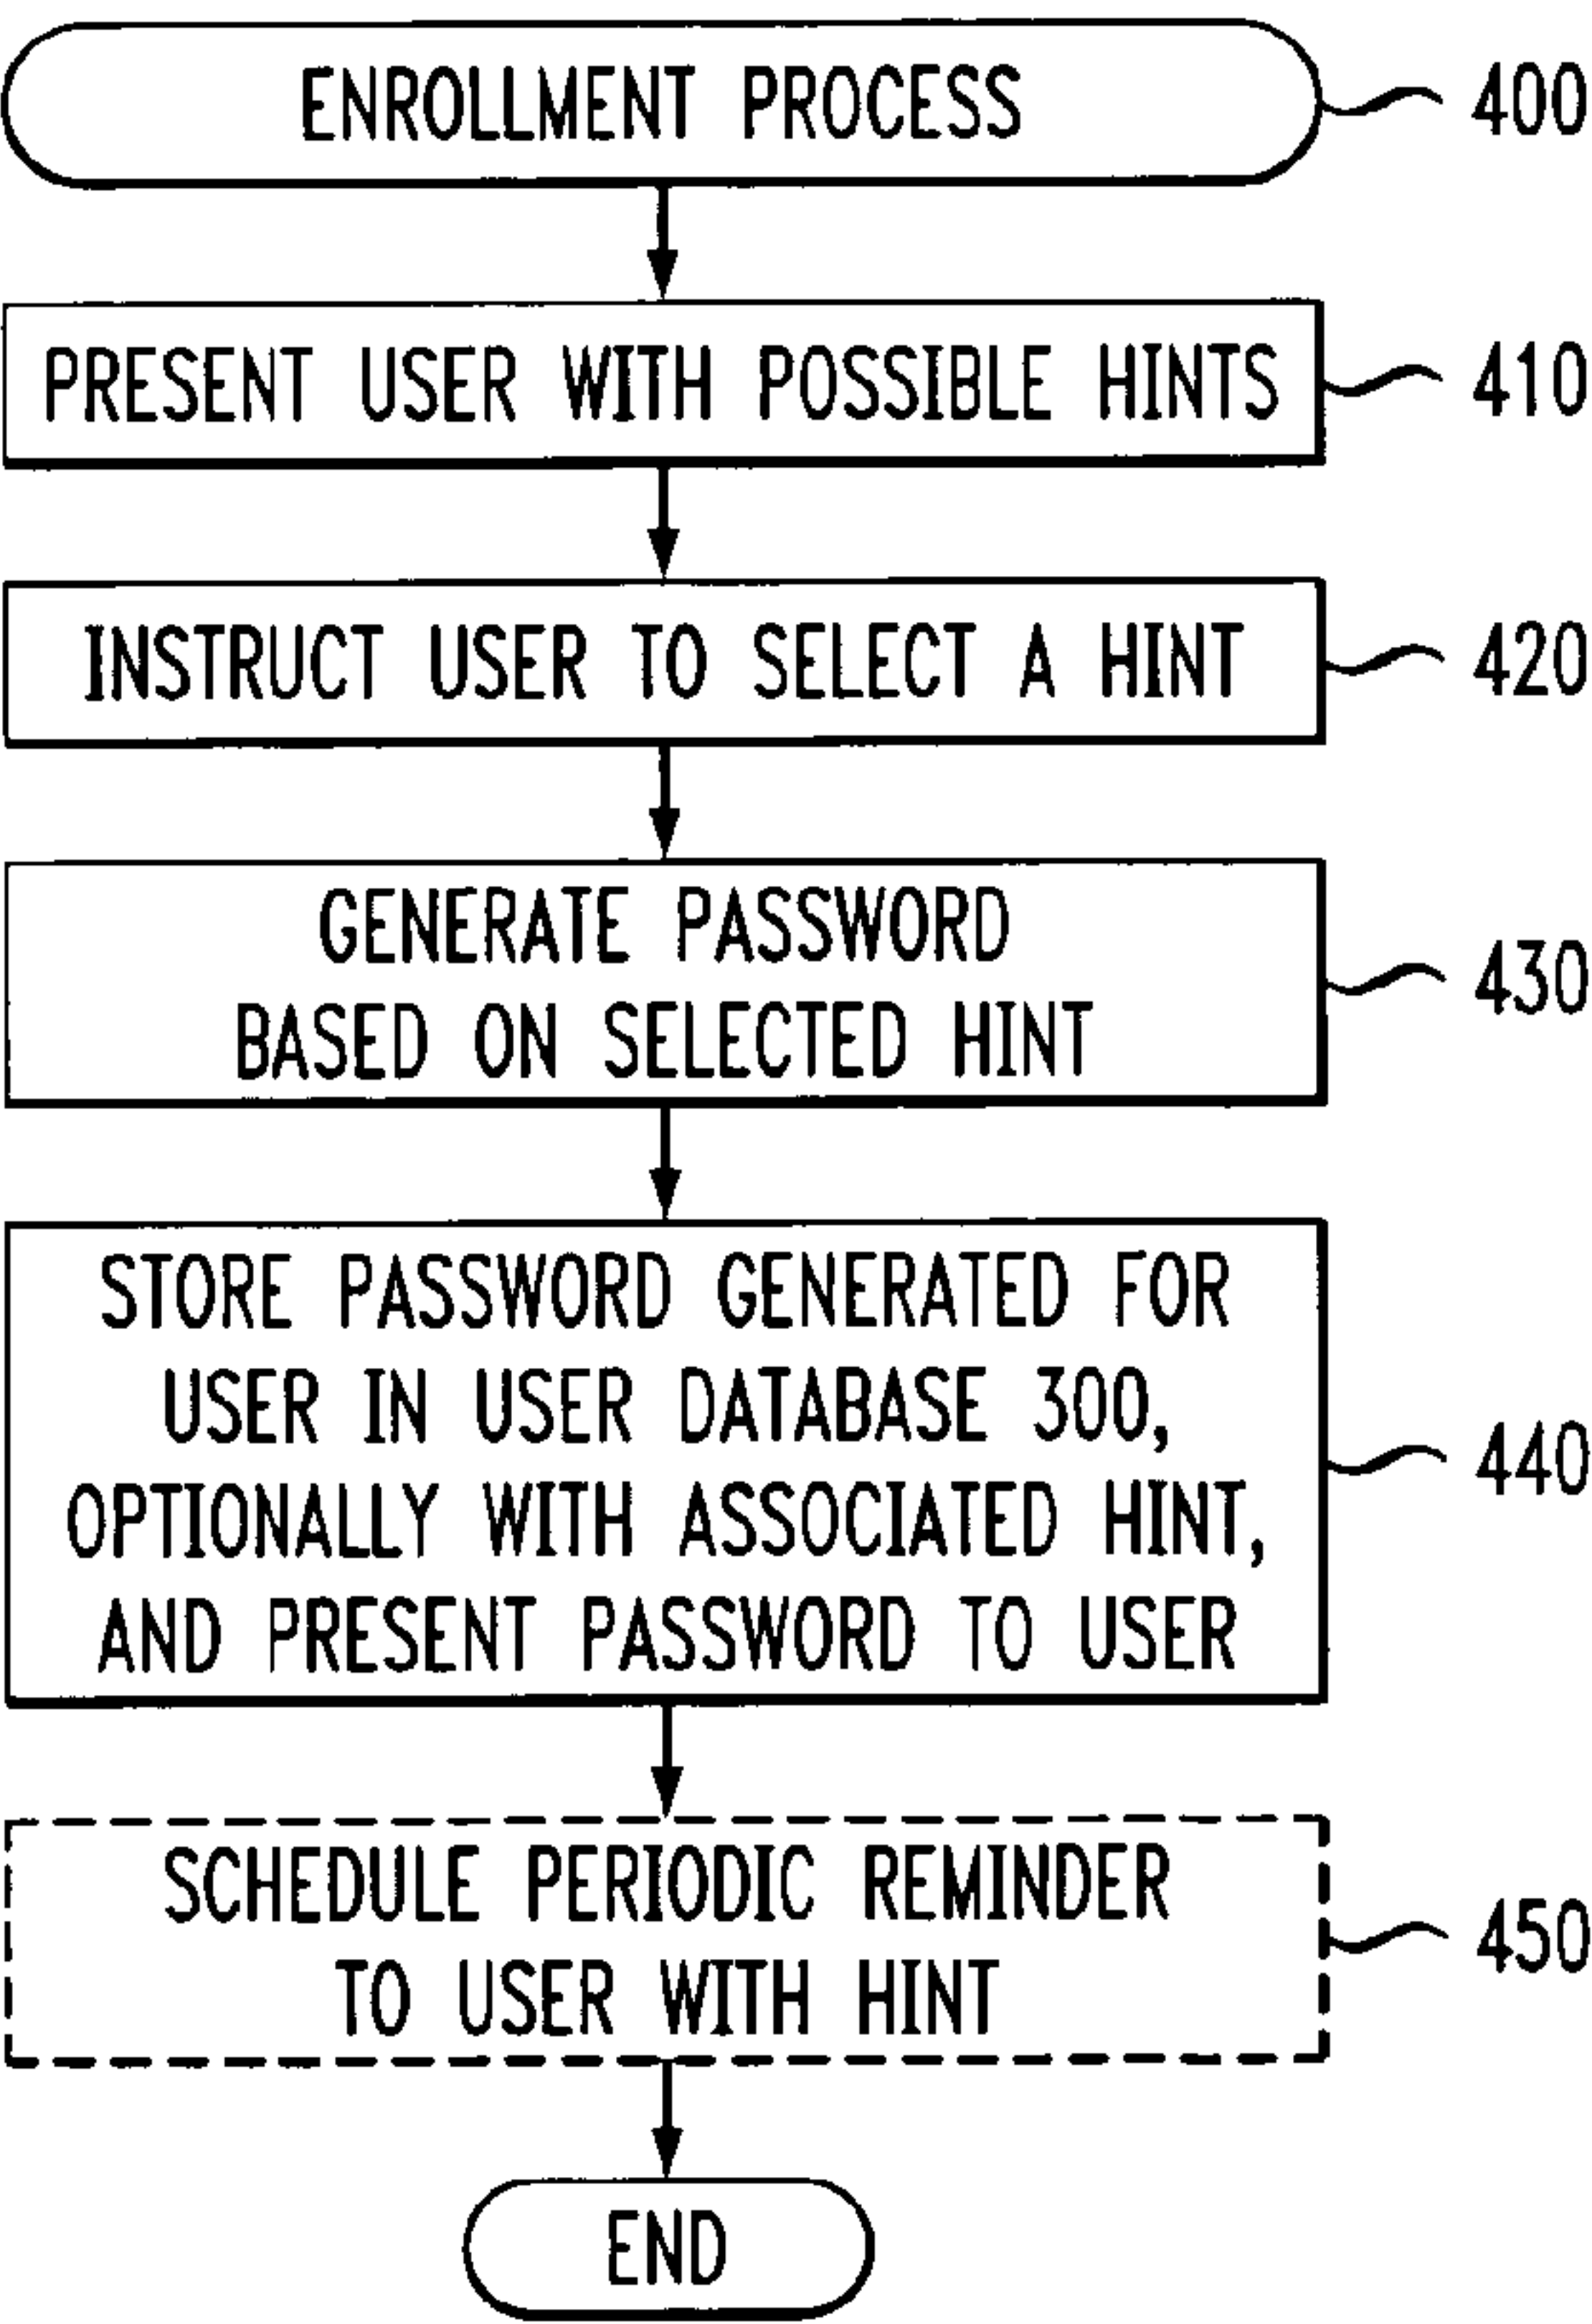 ENROLLMENT PROCESS
400
PRESENT USER WITH POSSIBLE HINTS
410
INSTRUCT USER TO SELECT A HINT
420
GENERATE PASSWORD
BASED ON SELECTED HINT
430
STORE PASSWORD GENERATED FOR
USER IN USER DATABASE 300,
OPTIONALLY WITH ASSOCIATED HINT,
AND PRESENT PASSWORD TO USER
440
SCHEDULE PERIODIC REMINDER
TO USER WITH HINT
450
END